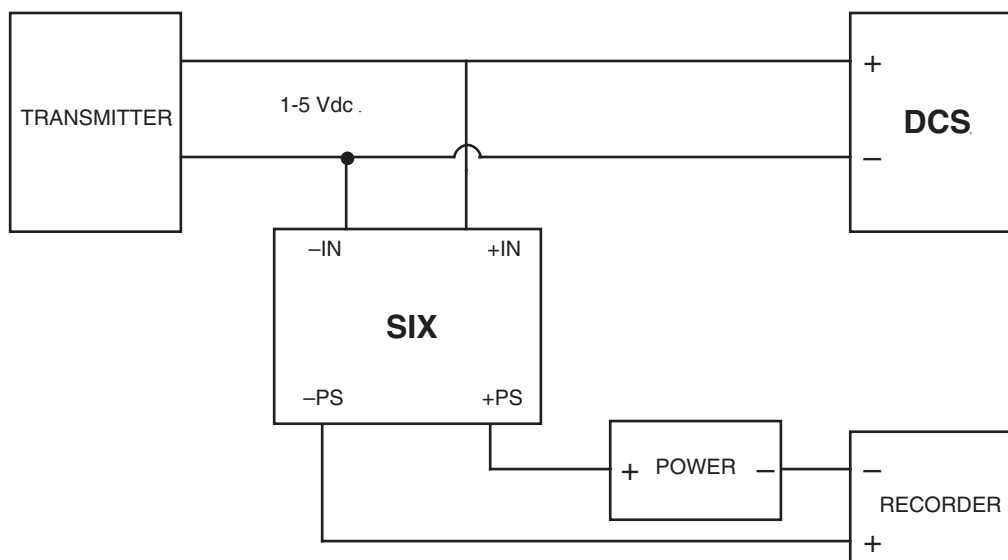 TRANSMITTER
1-5 Vdc .
+
DCS.
−
–IN +IN
SIX
–PS +PS
+ POWER −
−
RECORDER
+